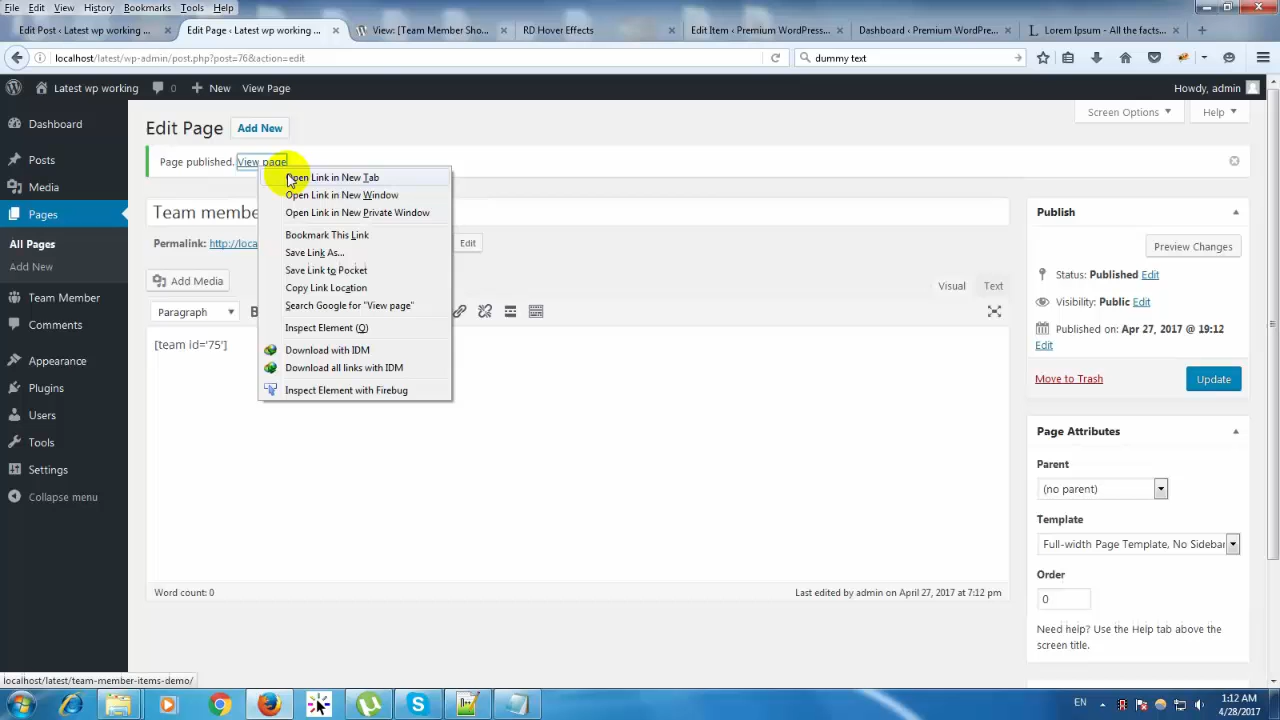 File Edit View History Bookmarks Tools Help
Edit Post ‹ Latest wp working ... × Edit Page ‹ Latest wp working ... × View: [Team Member Sho... × RD Hover Effects × Edit Item ‹ Premium WordPress... × Dashboard ‹ Premium WordPre... × Lorem Ipsum - All the facts... ×
localhost/latest/wp-admin/post.php?post=76&action=edit dummy text
Latest wp working 0 New View Page Howdy, admin
Dashboard
Posts
Media
Pages
All Pages
Add New
Team Member
Comments
Appearance
Plugins
Users
Tools
Settings
Collapse menu
Screen Options Help
Edit Page Add New
Page published. View page
Open Link in New Tab
Open Link in New Window
Open Link in New Private Window
Bookmark This Link
Save Link As...
Save Link to Pocket
Copy Link Location
Search Google for "View page"
Inspect Element (Q)
Download with IDM
Download all links with IDM
Inspect Element with Firebug
Team memb
Permalink: http://loca Edit
Add Media Visual Text
Paragraph B
[team id='75']
Word count: 0 Last edited by admin on April 27, 2017 at 7:12 pm
Publish
Preview Changes
Status: Published Edit
Visibility: Public Edit
Published on: Apr 27, 2017 @ 19:12
Edit
Move to Trash Update
Page Attributes
Parent
(no parent)
Template
Full-width Page Template, No Sidebar
Order
0
Need help? Use the Help tab above the
screen title.
localhost/latest/team-member-items-demo/
EN 1:12 AM
4/28/2017